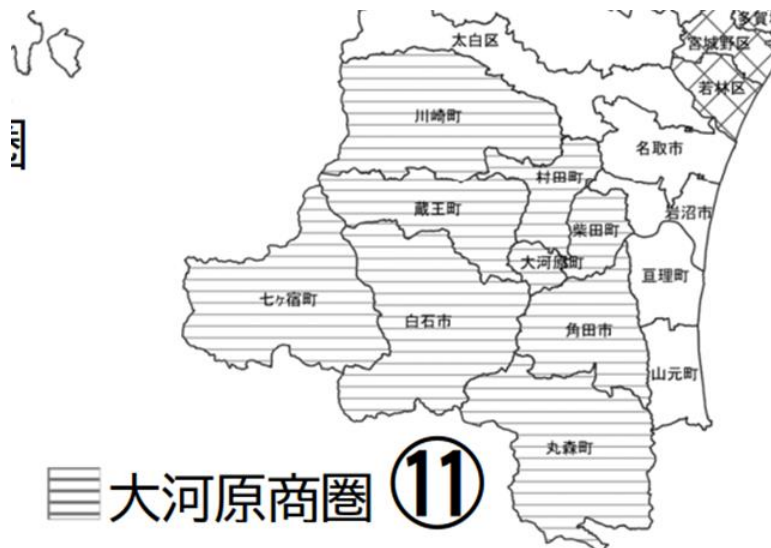 太白区
多賀
宮城野区
若林区
川崎町
名取市
圏
村田町
蔵王町
岩沼市
柴田町
大河原町
亘理町
七ヶ宿町
白石市
角田市
山元町
丸森町
大河原商圏 ⑪